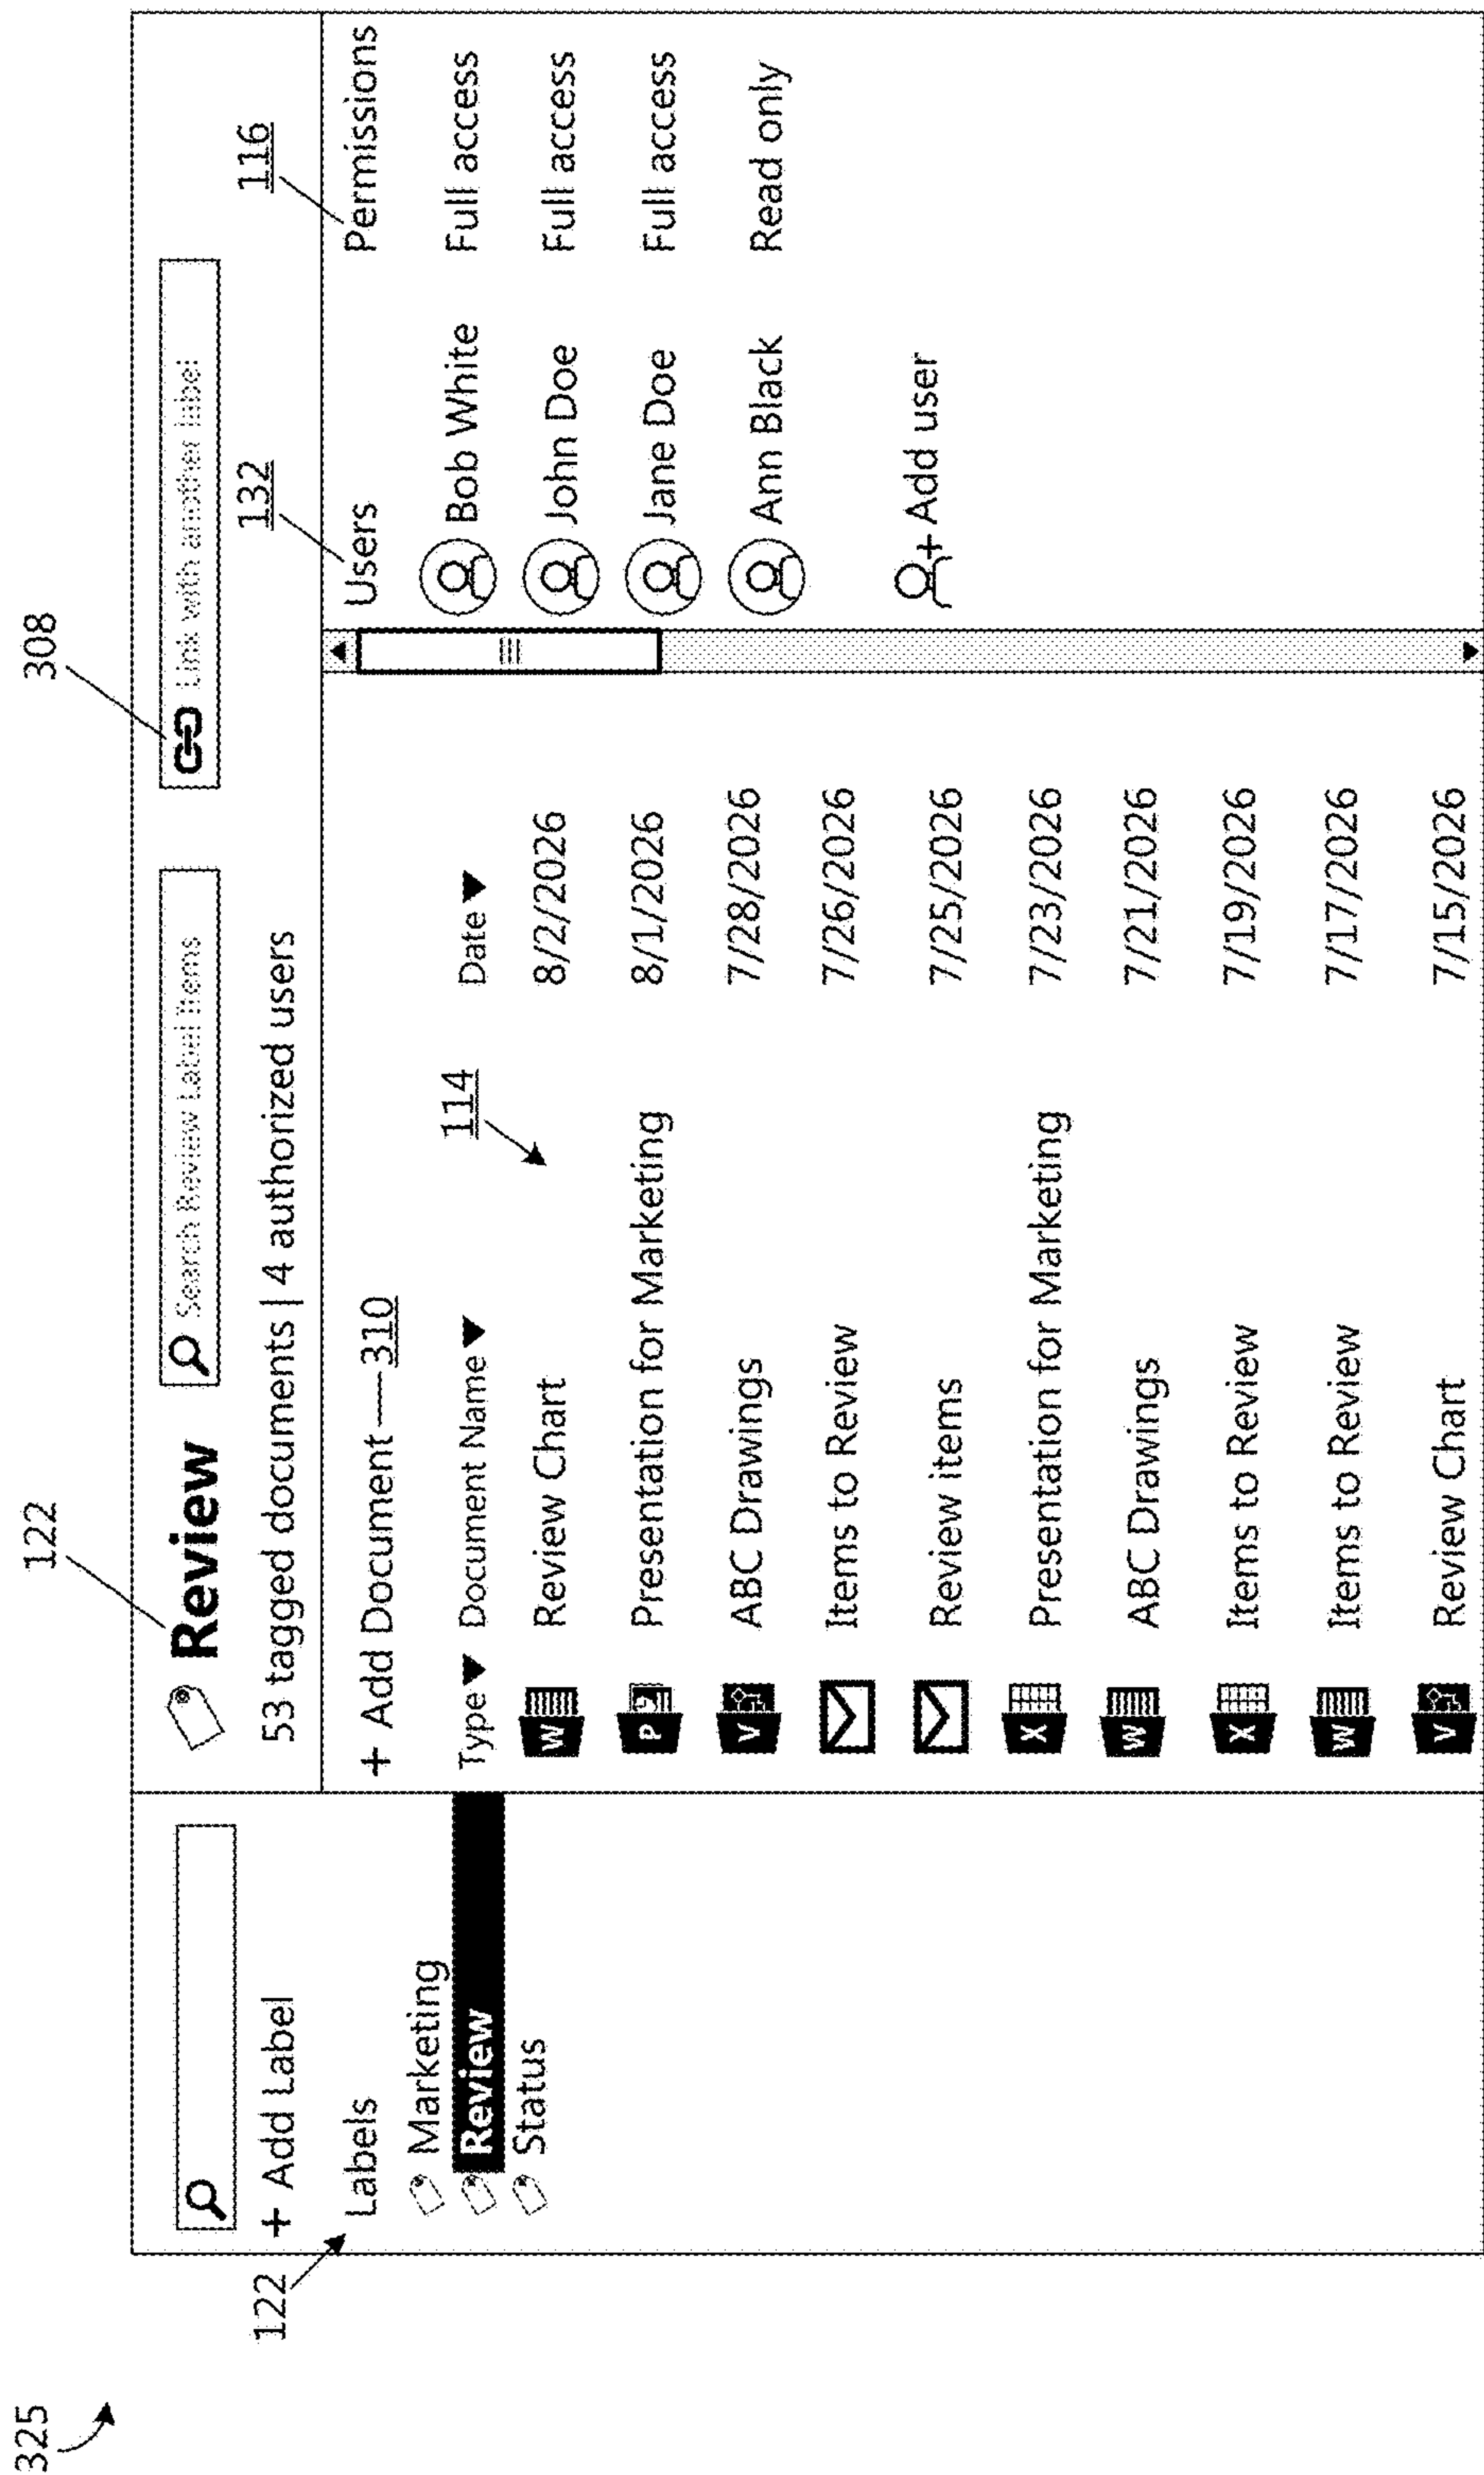 325
122
308
122
+ Add Label
Labels
Marketing
Review
Status
Review
Search Review Label Items
Link with another label
53 tagged documents | 4 authorized users
132
116
+ Add Document
310
Users
Permissions
Type Document Name Date
114
W Review Chart 8/2/2026
P Presentation for Marketing 8/1/2026
V ABC Drawings 7/28/2026
Items to Review 7/26/2026
Review items 7/25/2026
X Presentation for Marketing 7/23/2026
W ABC Drawings 7/21/2026
X Items to Review 7/19/2026
W Items to Review 7/17/2026
V Review Chart 7/15/2026
Bob White Full access
John Doe Full access
Jane Doe Full access
Ann Black Read only
+ Add user